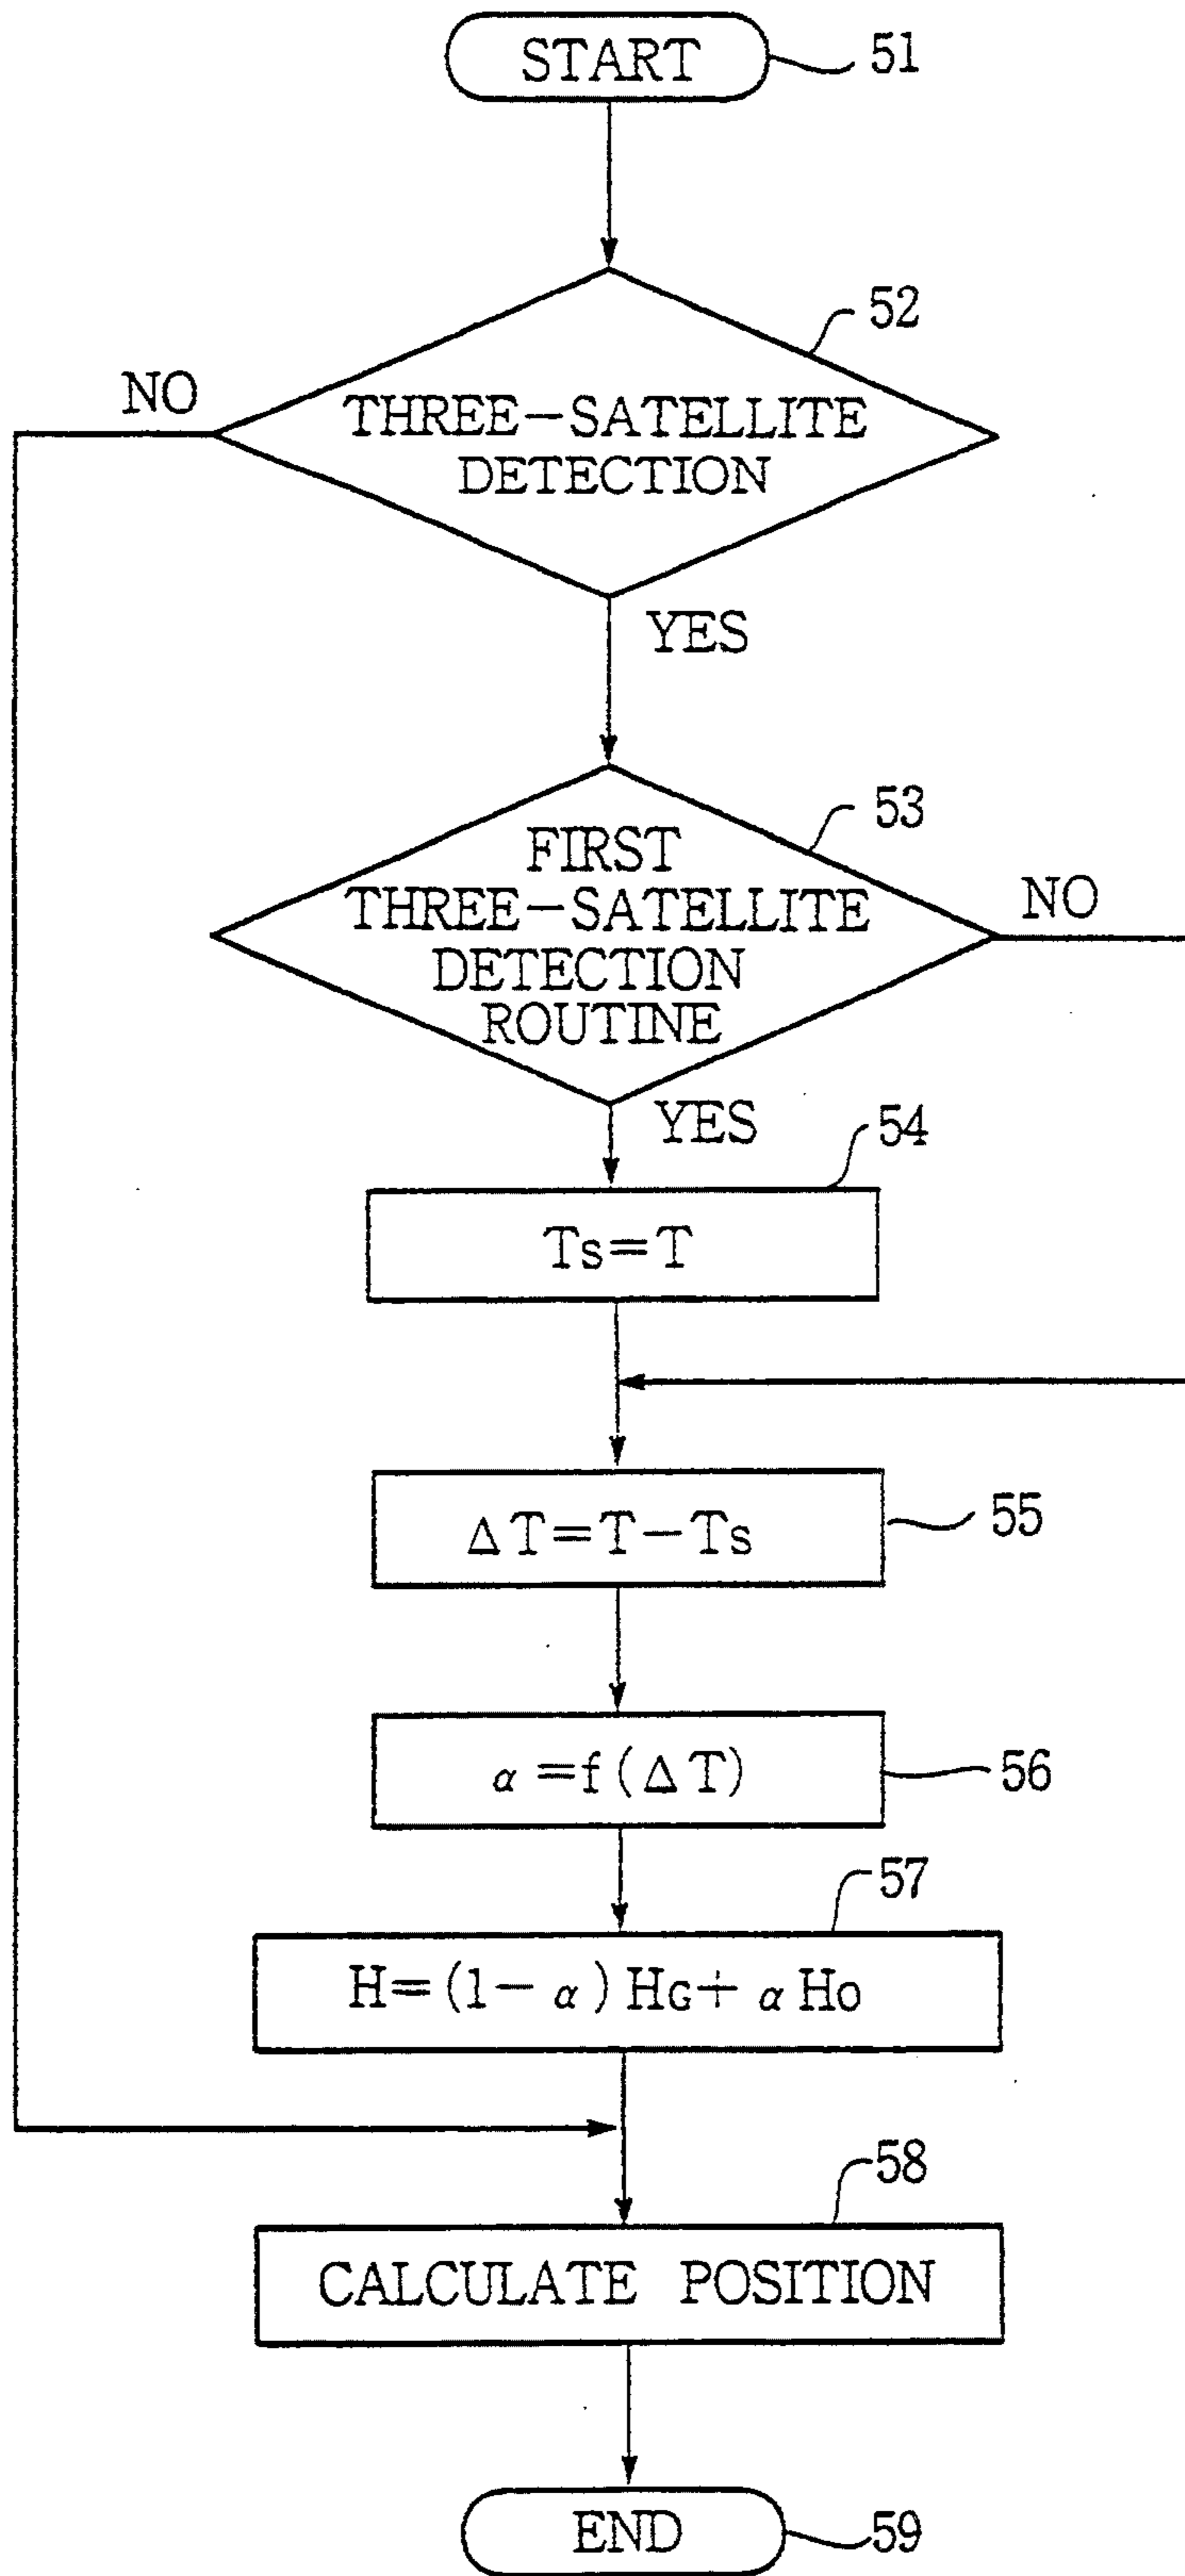 START
51
52
NO
THREE-SATELLITE
DETECTION
YES
53
FIRST
THREE-SATELLITE
DETECTION
ROUTINE
NO
YES
54
Ts=T
ΔT=T-Ts
55
α=f(ΔT)
56
57
H=(1-α)HG+αHo
58
CALCULATE POSITION
END
59